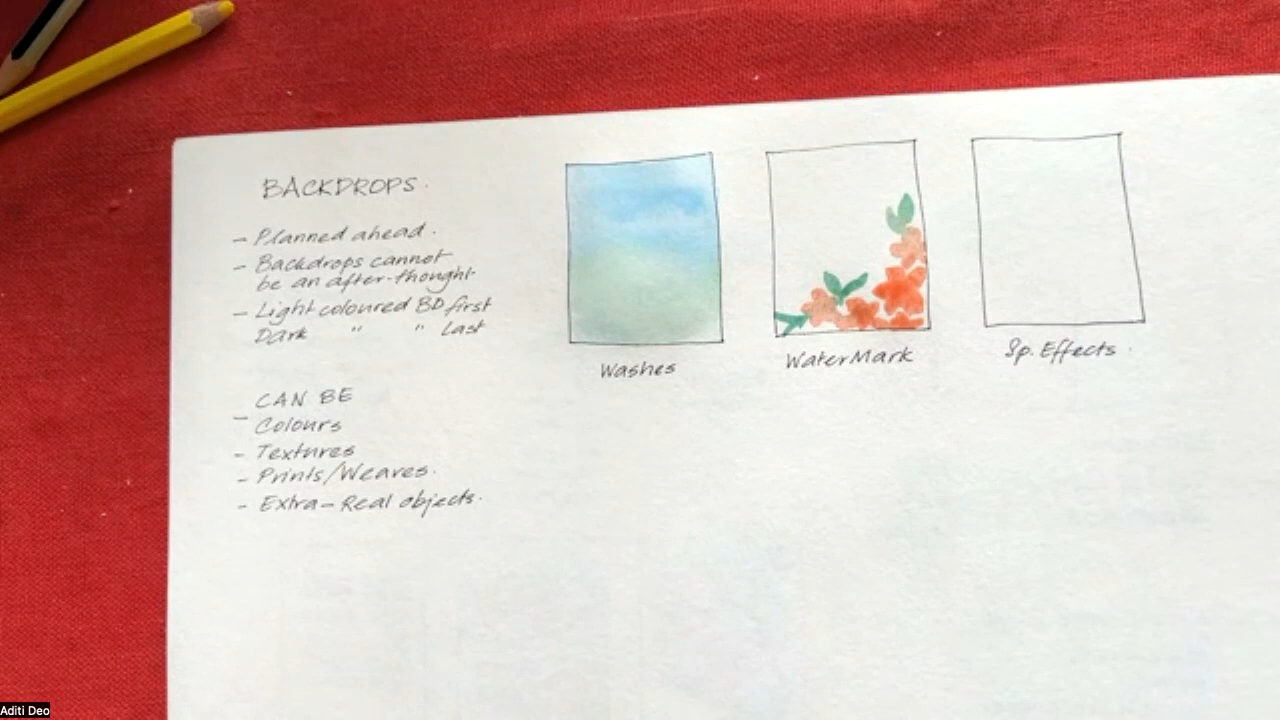 BACKDROPS.
- Planned ahead.
- Backdrops cannot
be an after-thought
- Light coloured BD first
Dark " " Last
CAN BE
- Colours
- Textures
- Prints/Weaves.
- Extra-Real objects.
Washes
WaterMark
Sp. Effects.
Aditi Deo